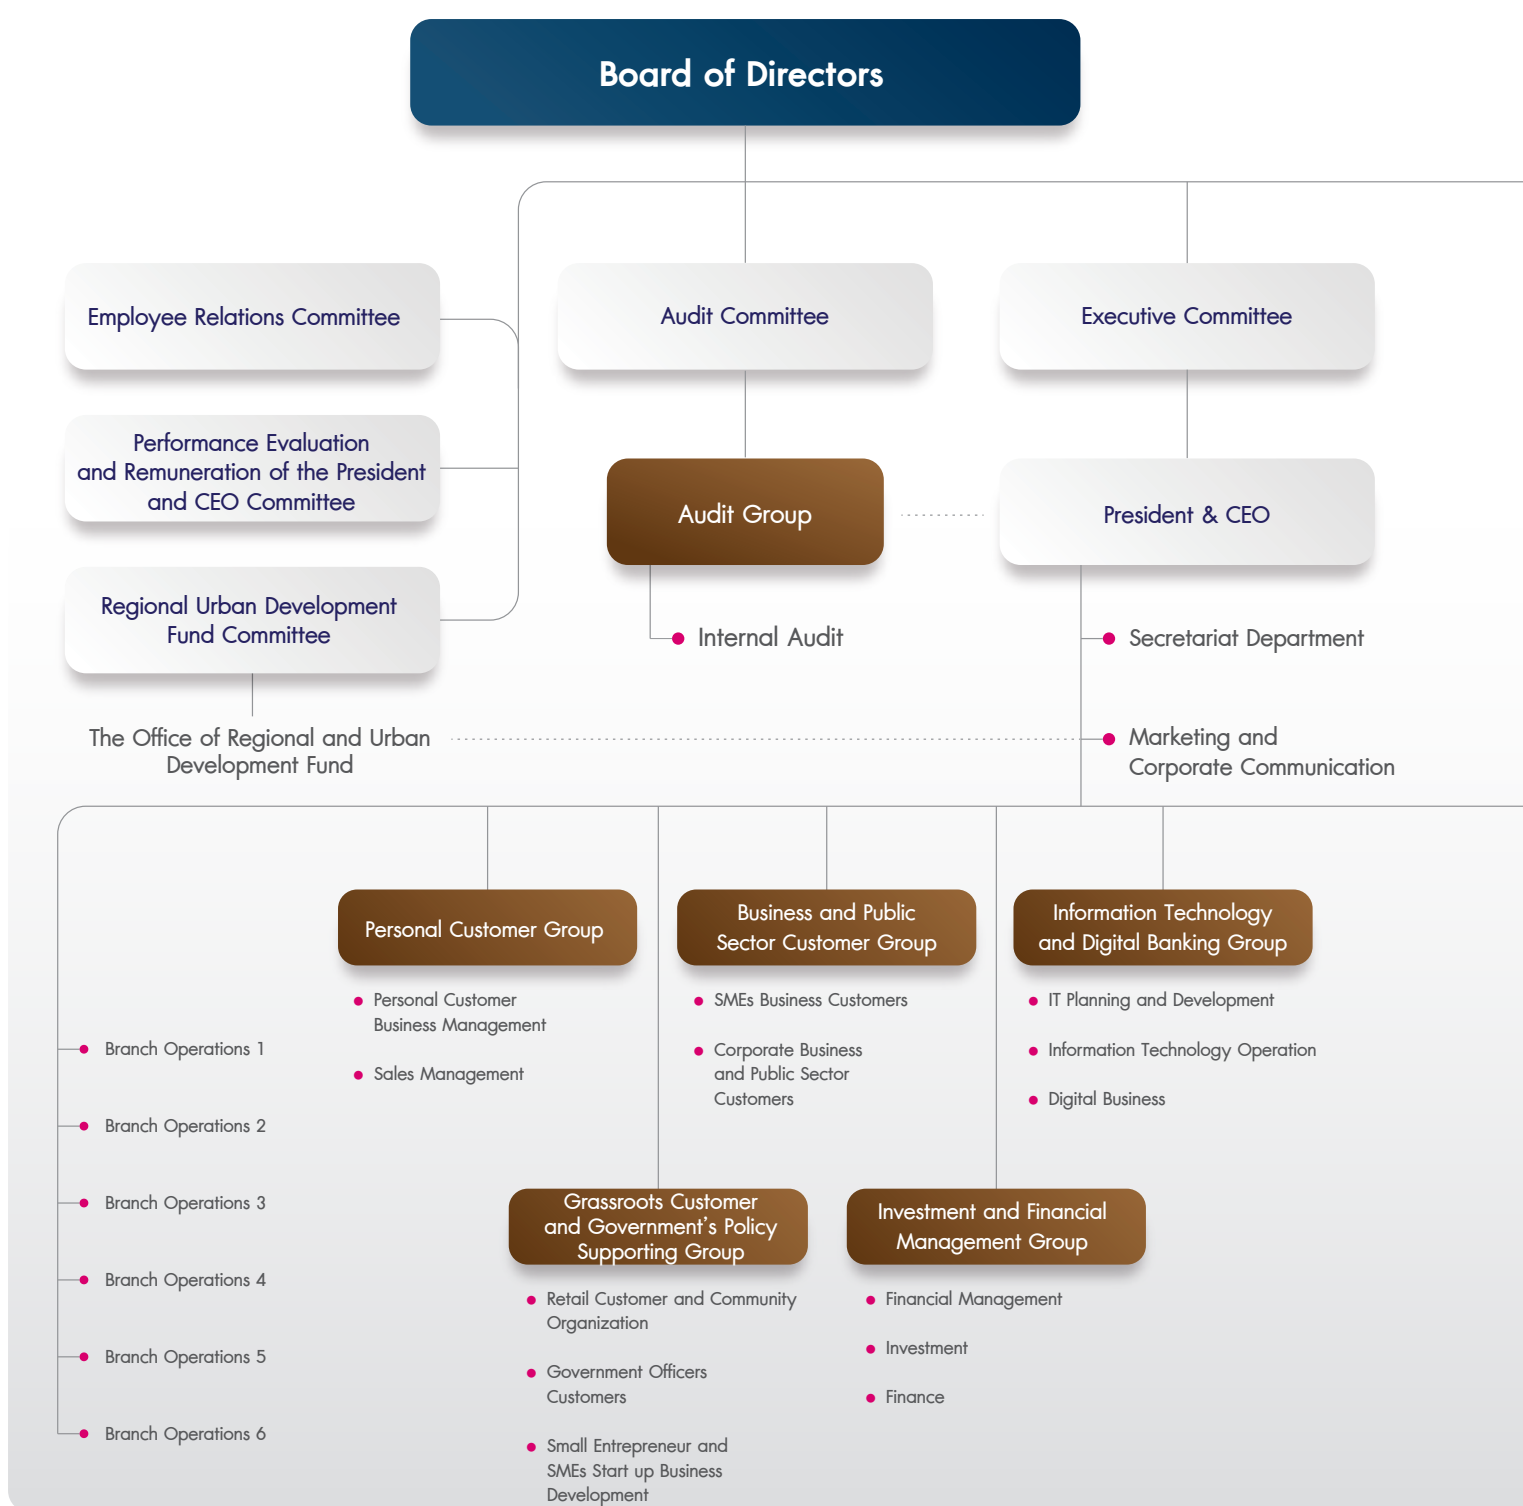 Board of Directors
Employee Relations Committee
Audit Committee
Executive Committee
Performance Evaluation
and Remuneration of the President
and CEO Committee
Audit Group
President & CEO
Regional Urban Development
Fund Committee
Internal Audit
Secretariat Department
The Office of Regional and Urban
Development Fund
Marketing and
Corporate Communication
Branch Operations 1
Branch Operations 2
Branch Operations 3
Branch Operations 4
Branch Operations 5
Branch Operations 6
Personal Customer Group
Personal Customer
Business Management
Sales Management
Business and Public
Sector Customer Group
SMEs Business Customers
Corporate Business
and Public Sector
Customers
Information Technology
and Digital Banking Group
IT Planning and Development
Information Technology Operation
Digital Business
Grassroots Customer
and Government’s Policy
Supporting Group
Retail Customer and Community
Organization
Government Officers
Customers
Small Entrepreneur and
SMEs Start up Business
Development
Investment and Financial
Management Group
Financial Management
Investment
Finance